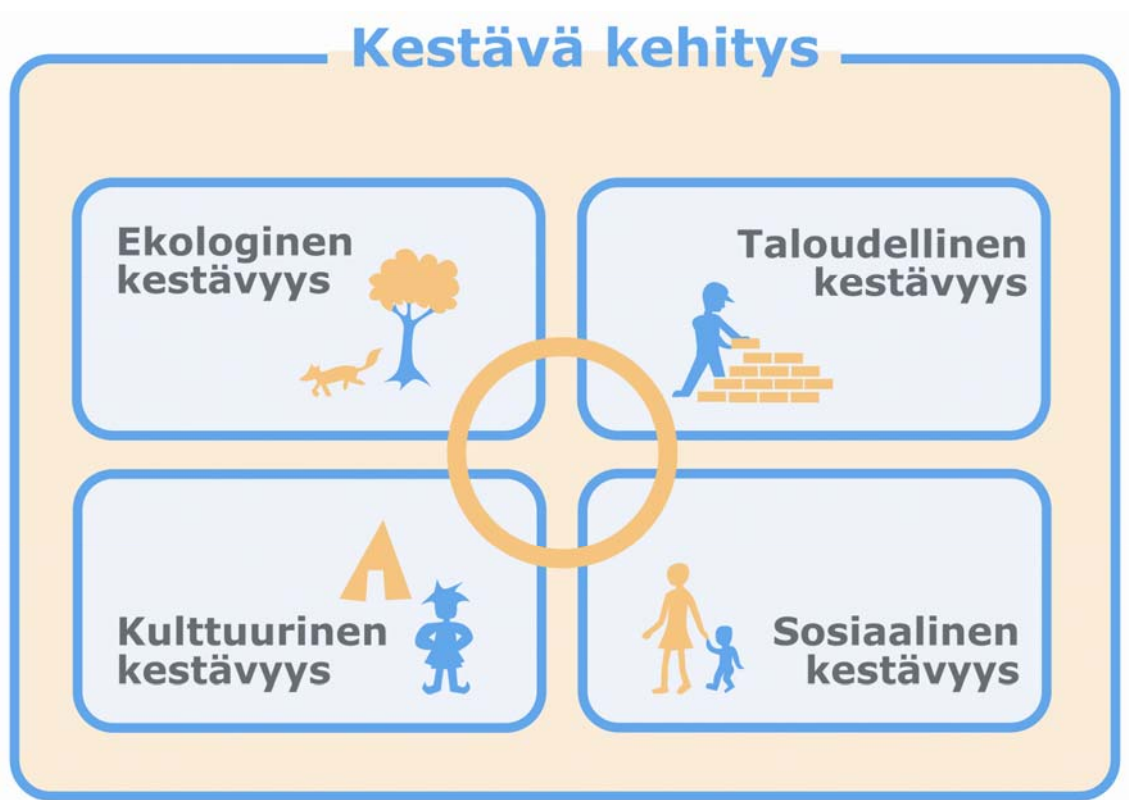 Kestävä kehitys
Ekologinen
kestävyys
Taloudellinen
kestävyys
Kulttuurinen
kestävyys
Sosiaalinen
kestävyys